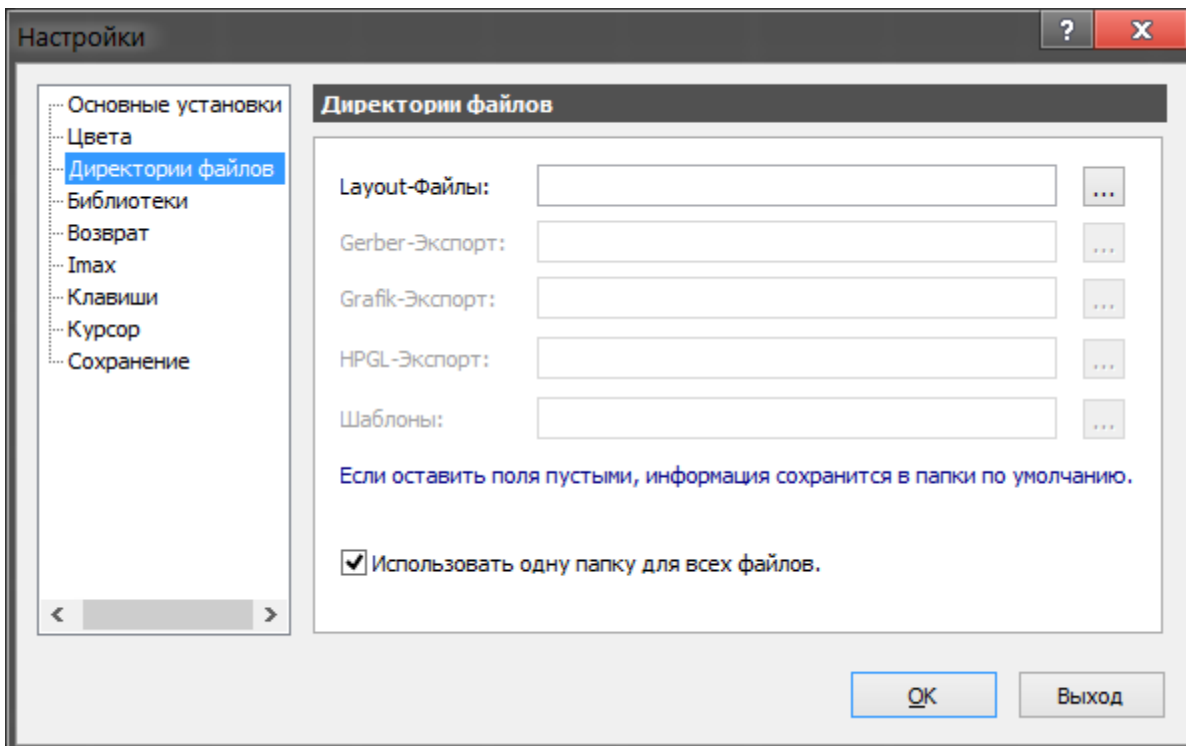 Настройки
?
x
Основные установки
Цвета
Директории файлов
Библиотеки
Возврат
Imax
Клавиши
Курсор
Сохранение
Директории файлов
Layout-Файлы:
...
Gerber-Экспорт:
...
Grafik-Экспорт:
...
HPGL-Экспорт:
...
Шаблоны:
...
Если оставить поля пустыми, информация сохранится в папки по умолчанию.
Использовать одну папку для всех файлов.
OK
Выход